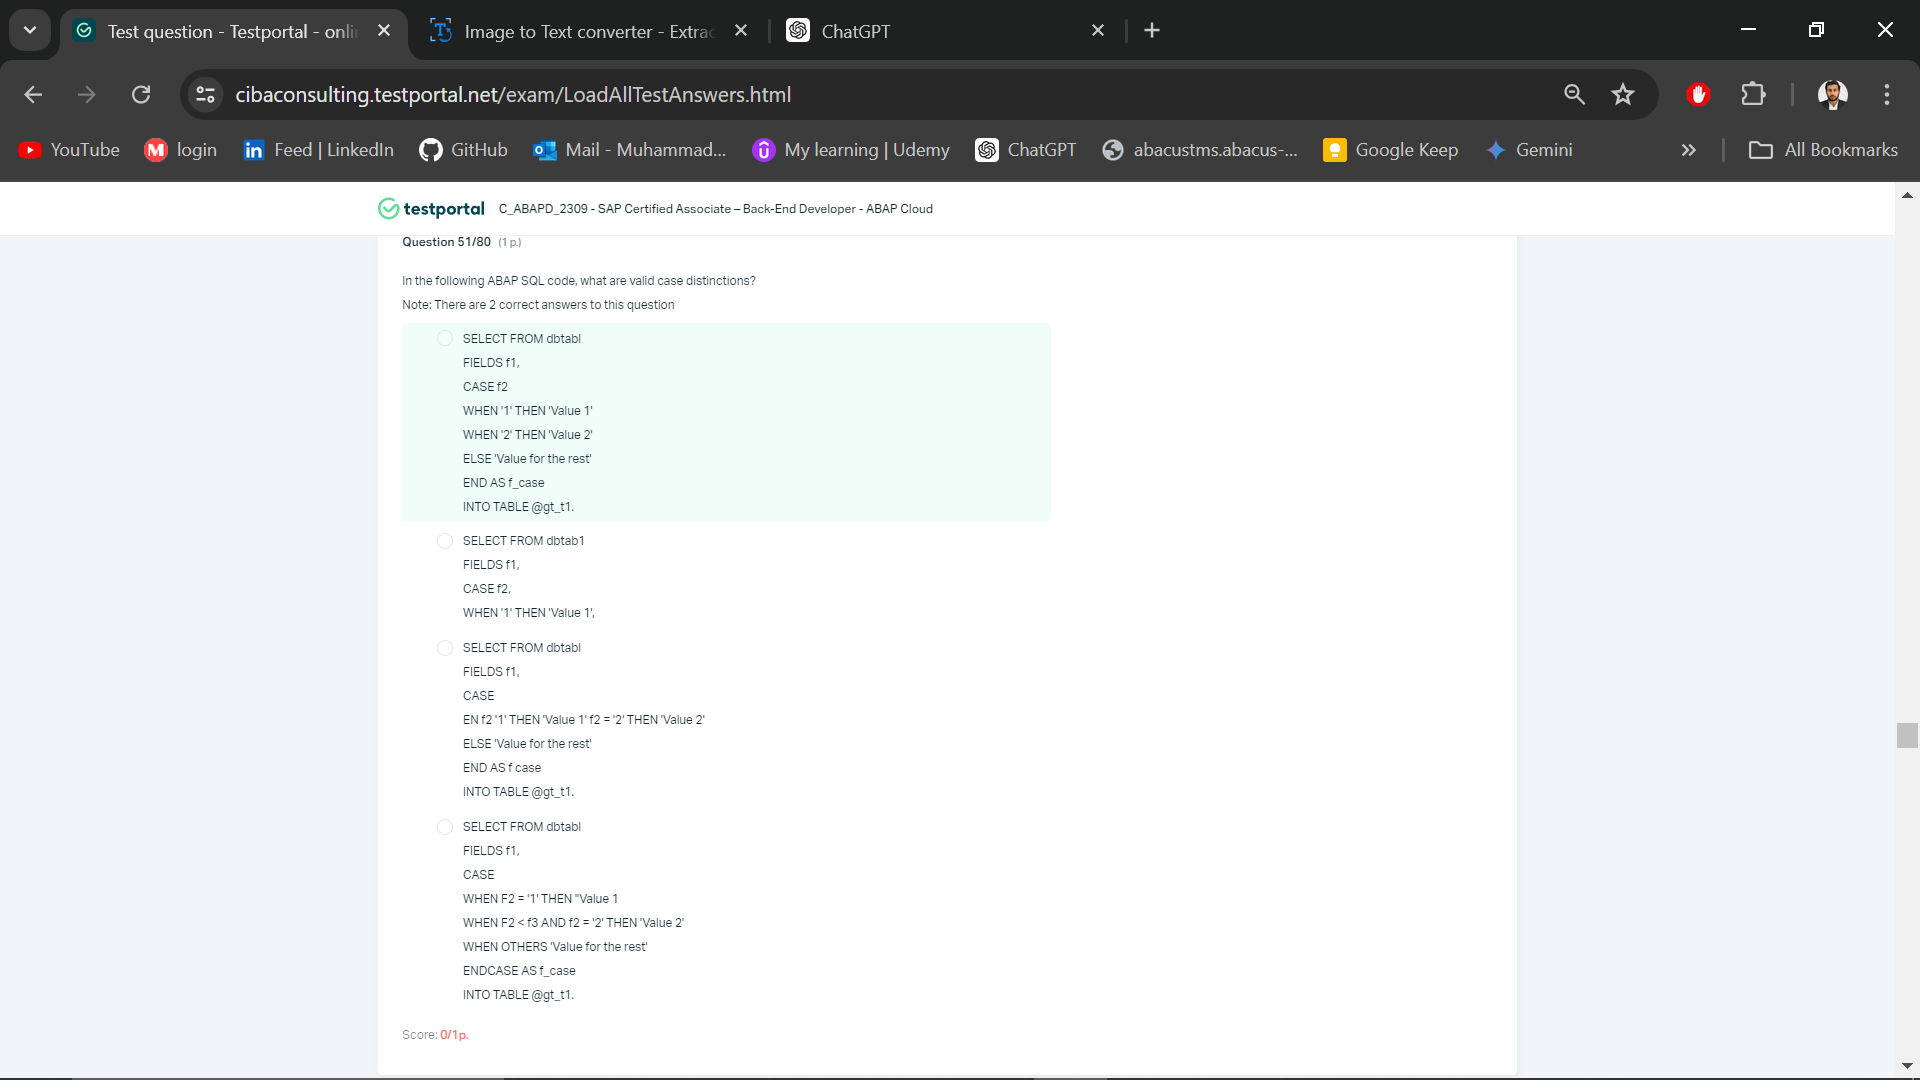 Test question - Testportal - onli
Image to Text converter - Extrac
ChatGPT
cibaconsulting.testportal.net/exam/LoadAllTestAnswers.html
YouTube
login
Feed | LinkedIn
GitHub
Mail - Muhammad...
My learning | Udemy
ChatGPT
abacustms.abacus-...
Google Keep
Gemini
All Bookmarks
testportal C_ABAPD_2309 - SAP Certified Associate – Back-End Developer - ABAP Cloud
Question 51/80 (1 p.)
In the following ABAP SQL code, what are valid case distinctions?
Note: There are 2 correct answers to this question
SELECT FROM dbtabl
FIELDS f1,
CASE f2
WHEN '1' THEN 'Value 1'
WHEN '2' THEN 'Value 2'
ELSE 'Value for the rest'
END AS f_case
INTO TABLE @gt_t1.
SELECT FROM dbtab1
FIELDS f1,
CASE f2,
WHEN '1' THEN 'Value 1',
SELECT FROM dbtabl
FIELDS f1,
CASE
EN f2 '1' THEN 'Value 1' f2 = '2' THEN 'Value 2'
ELSE 'Value for the rest'
END AS f case
INTO TABLE @gt_t1.
SELECT FROM dbtabl
FIELDS f1,
CASE
WHEN F2 = '1' THEN "Value 1
WHEN F2 < f3 AND f2 = '2' THEN 'Value 2'
WHEN OTHERS 'Value for the rest'
ENDCASE AS f_case
INTO TABLE @gt_t1.
Score: 0/1p.